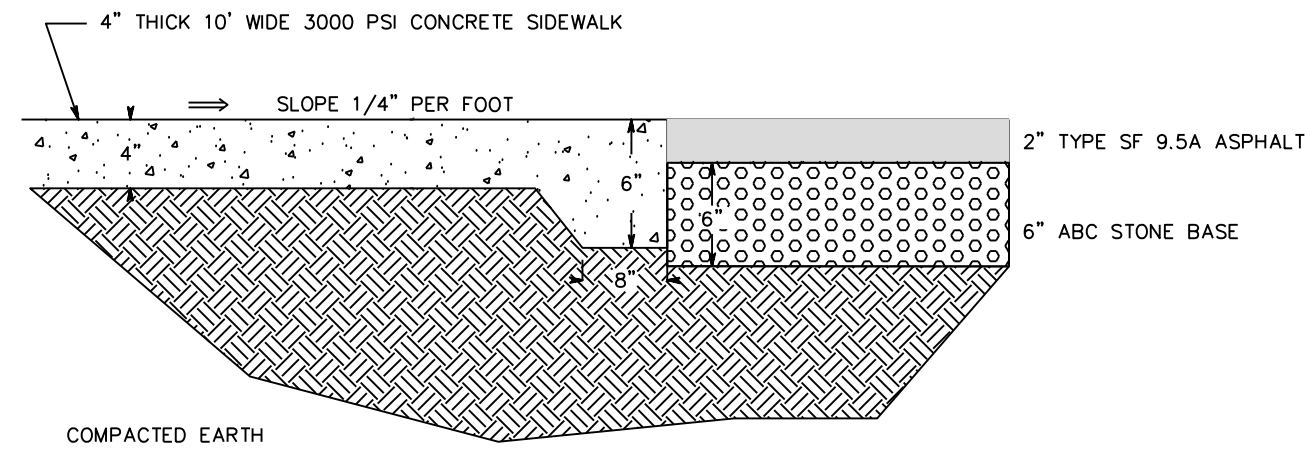 4" THICK 10' WIDE 3000 PSI CONCRETE SIDEWALK
SLOPE 1/4" PER FOOT
4"
6"
6"
8"
2" TYPE SF 9.5A ASPHALT
6" ABC STONE BASE
COMPACTED EARTH